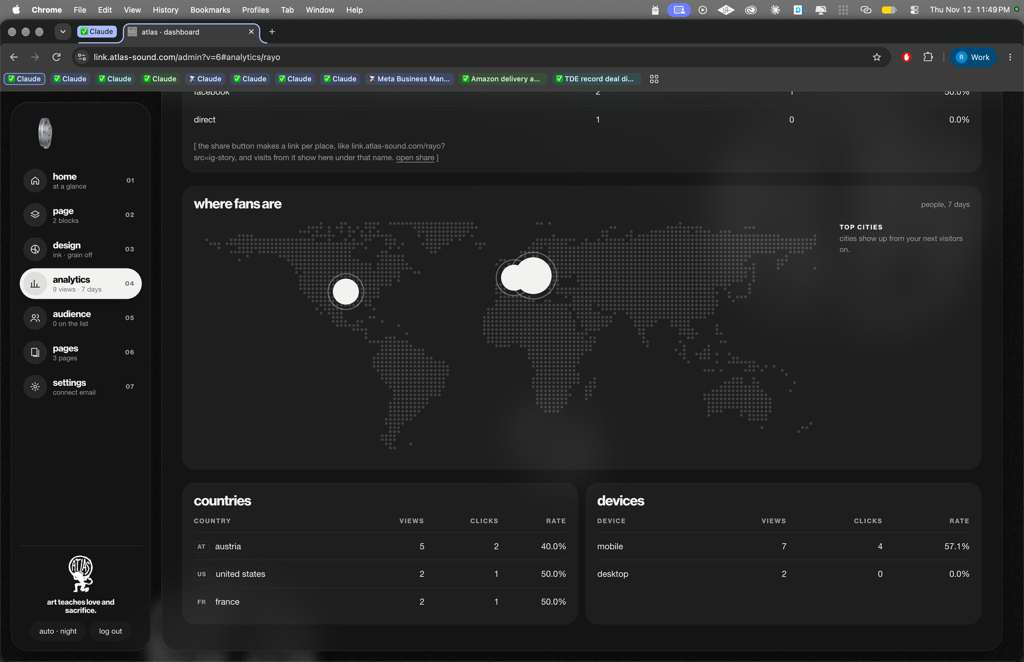 Chrome File Edit View History Bookmarks Profiles Tab Window Help Thu Nov 12 11:49 PM
Claude atlas - dashboard
link.atlas-sound.com/admin?v=6#analytics/rayo Work
Claude Claude Claude Claude Claude Claude Claude Claude Meta Business Man... Amazon delivery a... TDE record deal di...
facebook 2 1 50.0%
direct 1 0 0.0%
[ the share button makes a link per place, like link.atlas-sound.com/rayo?
src=ig-story, and visits from it show here under that name. open share ]
home
at a glance
01
page
2 blocks
02
design
ink · grain off
03
analytics
9 views · 7 days
04
audience
0 on the list
05
pages
3 pages
06
settings
connect email
07
ATLAS
art teaches love and
sacrifice.
auto · night log out
where fans are people, 7 days
TOP CITIES
cities show up from your next visitors
on.
countries
COUNTRY VIEWS CLICKS RATE
AT austria 5 2 40.0%
US united states 2 1 50.0%
FR france 2 1 50.0%
devices
DEVICE VIEWS CLICKS RATE
mobile 7 4 57.1%
desktop 2 0 0.0%